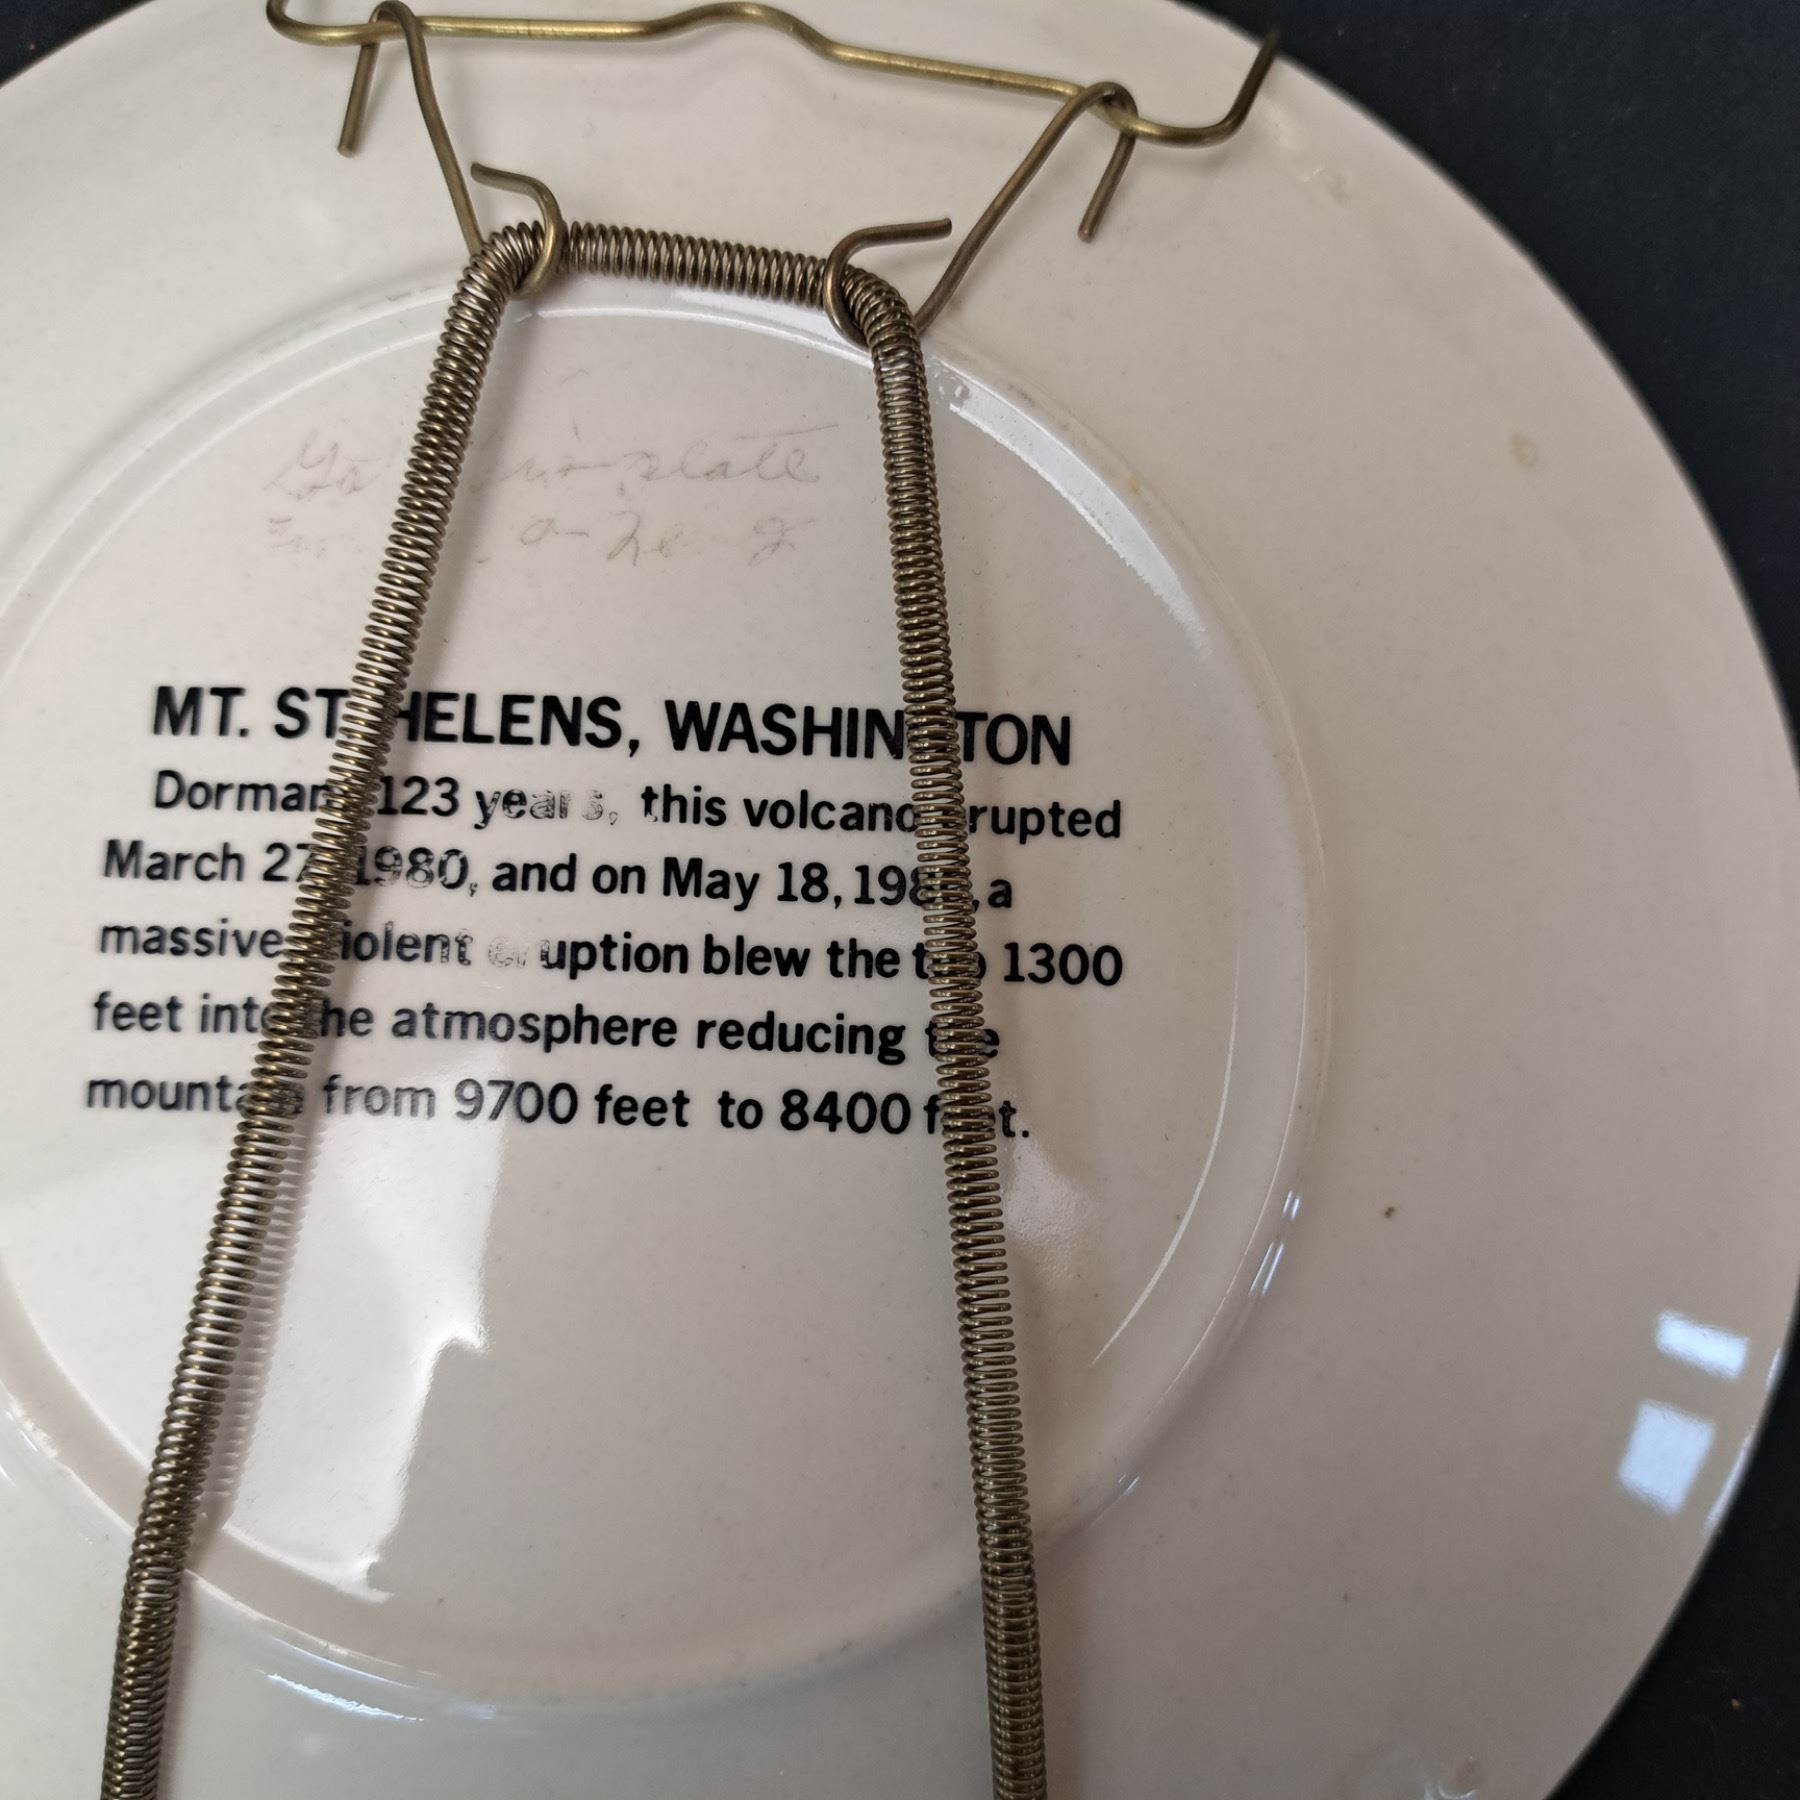 plate
MT. ST. HELENS, WASHINGTON
Dormant 123 years, this volcano erupted
March 27, 1980, and on May 18, 1980, a
massive violent eruption blew the top 1300
feet into the atmosphere reducing the
mountain from 9700 feet to 8400 feet.